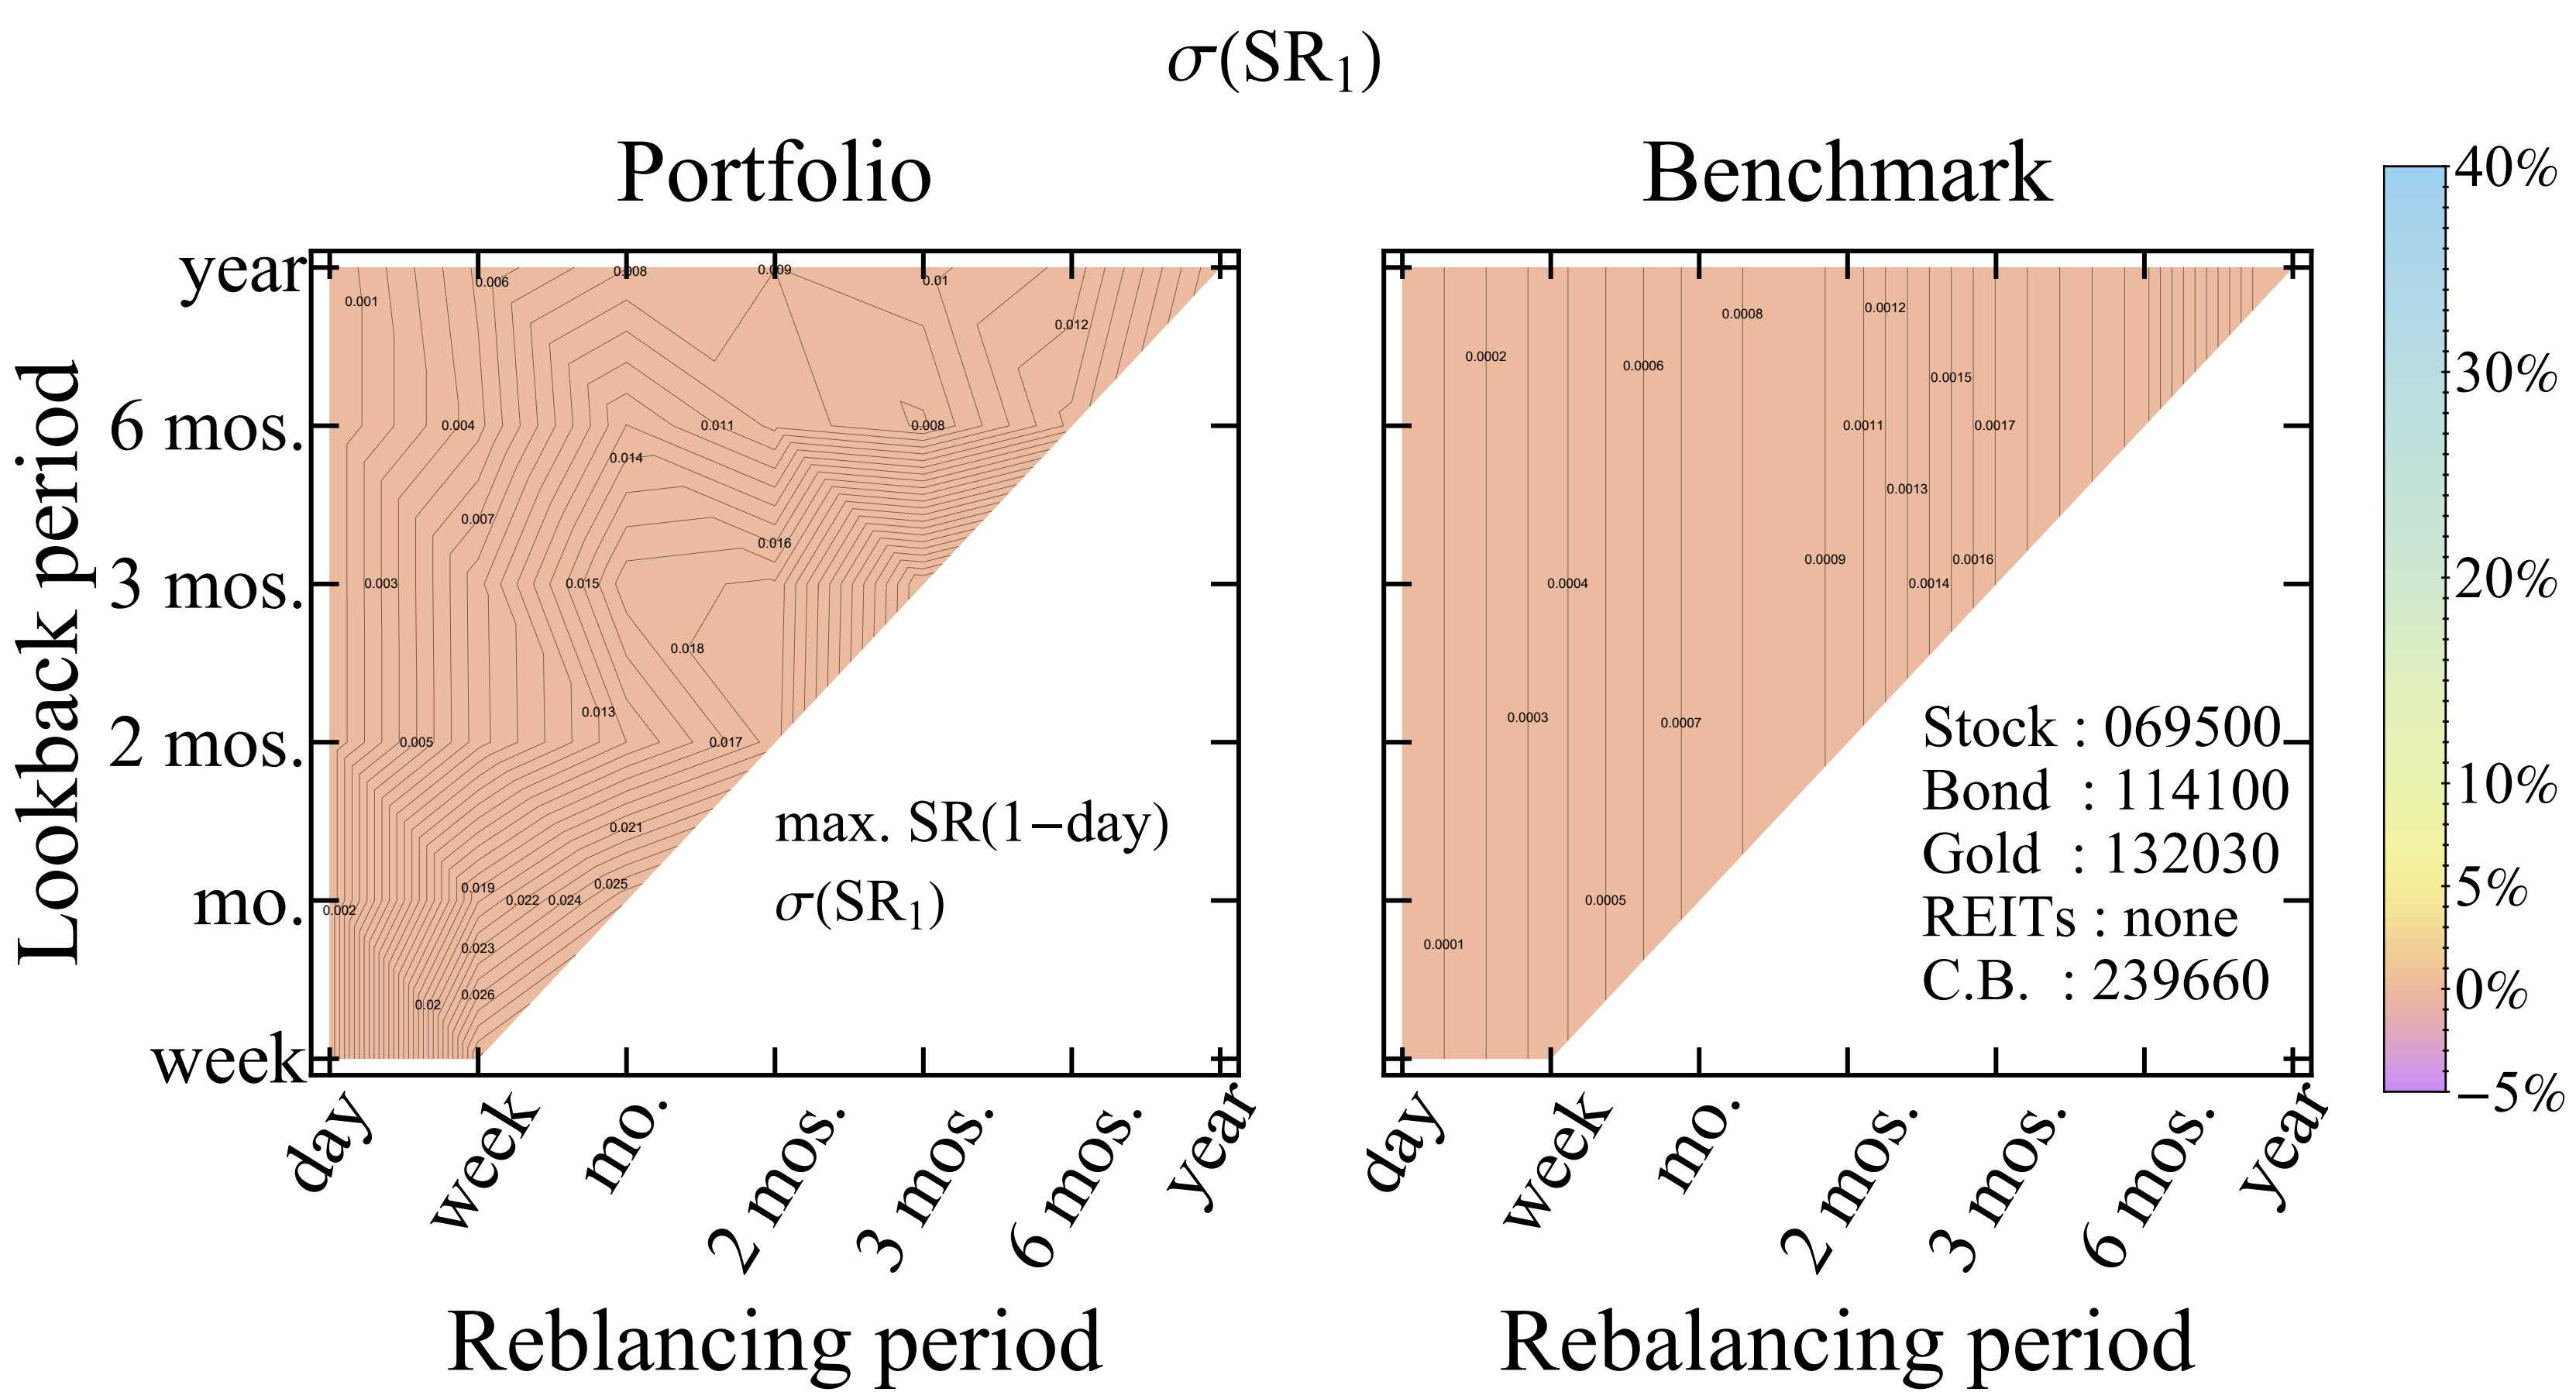 σ(SR₁)
Portfolio
Benchmark
Lookback period
year
6 mos.
3 mos.
2 mos.
mo.
week
0.001
0.006
0.008
0.009
0.01
0.012
0.004
0.011
0.008
0.014
0.007
0.016
0.003
0.015
0.018
0.013
0.005
0.017
0.021
0.019
0.025
0.022
0.024
0.002
0.023
0.026
0.02
max. SR(1−day)
σ(SR₁)
day
week
mo.
2 mos.
3 mos.
6 mos.
year
Reblancing period
0.0008
0.0012
0.0002
0.0006
0.0015
0.0011
0.0017
0.0013
0.0009
0.0016
0.0004
0.0014
0.0003
0.0007
0.0005
0.0001
Stock : 069500
Bond : 114100
Gold : 132030
REITs : none
C.B. : 239660
day
week
mo.
2 mos.
3 mos.
6 mos.
year
Rebalancing period
40%
30%
20%
10%
5%
0%
−5%